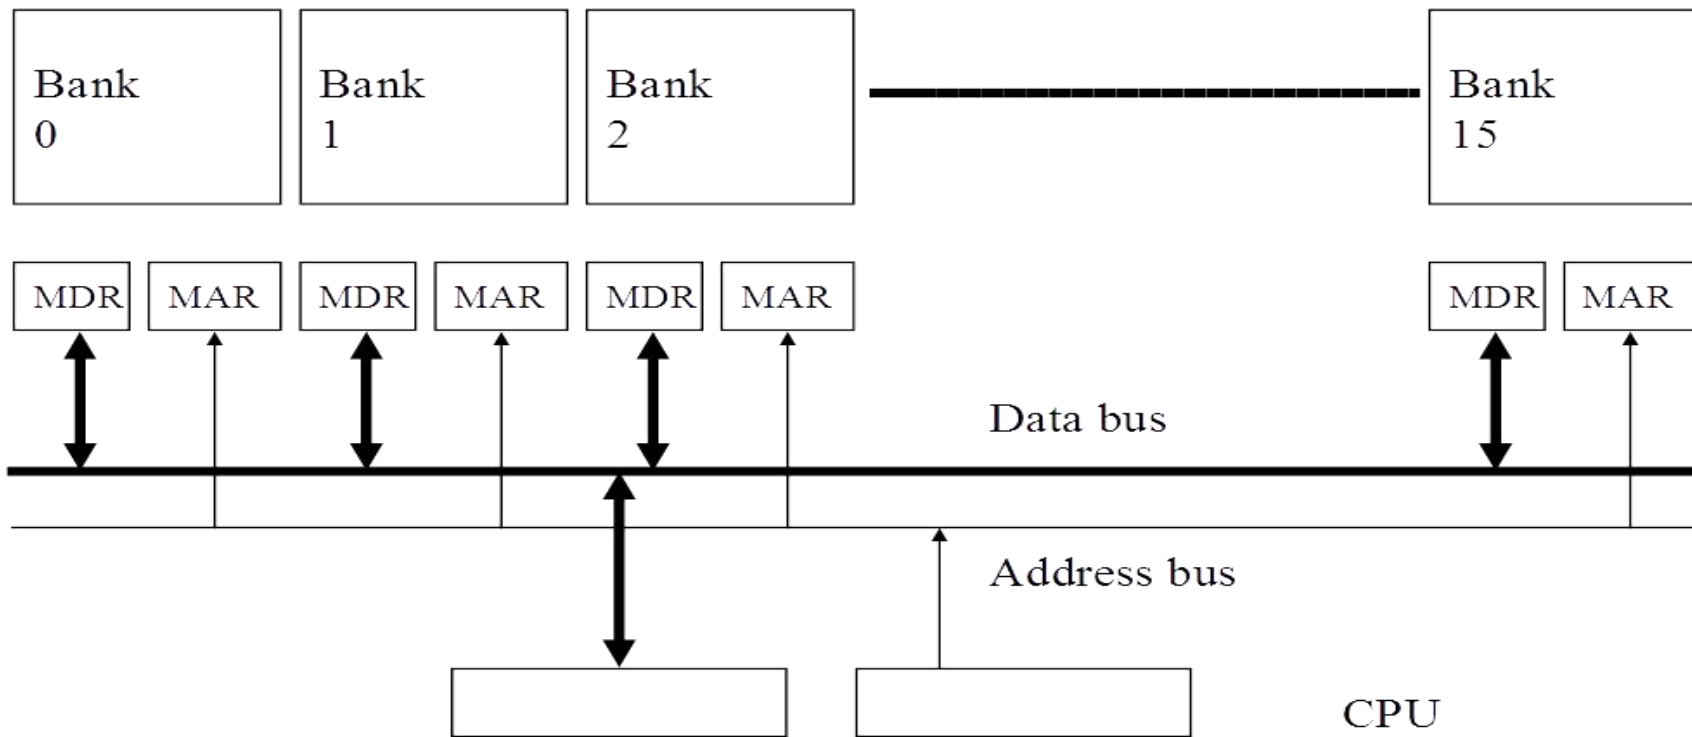 Bank
0
Bank
1
Bank
2
Bank
15
MDR
MAR
MDR
MAR
MDR
MAR
MDR
MAR
Data bus
Address bus
CPU